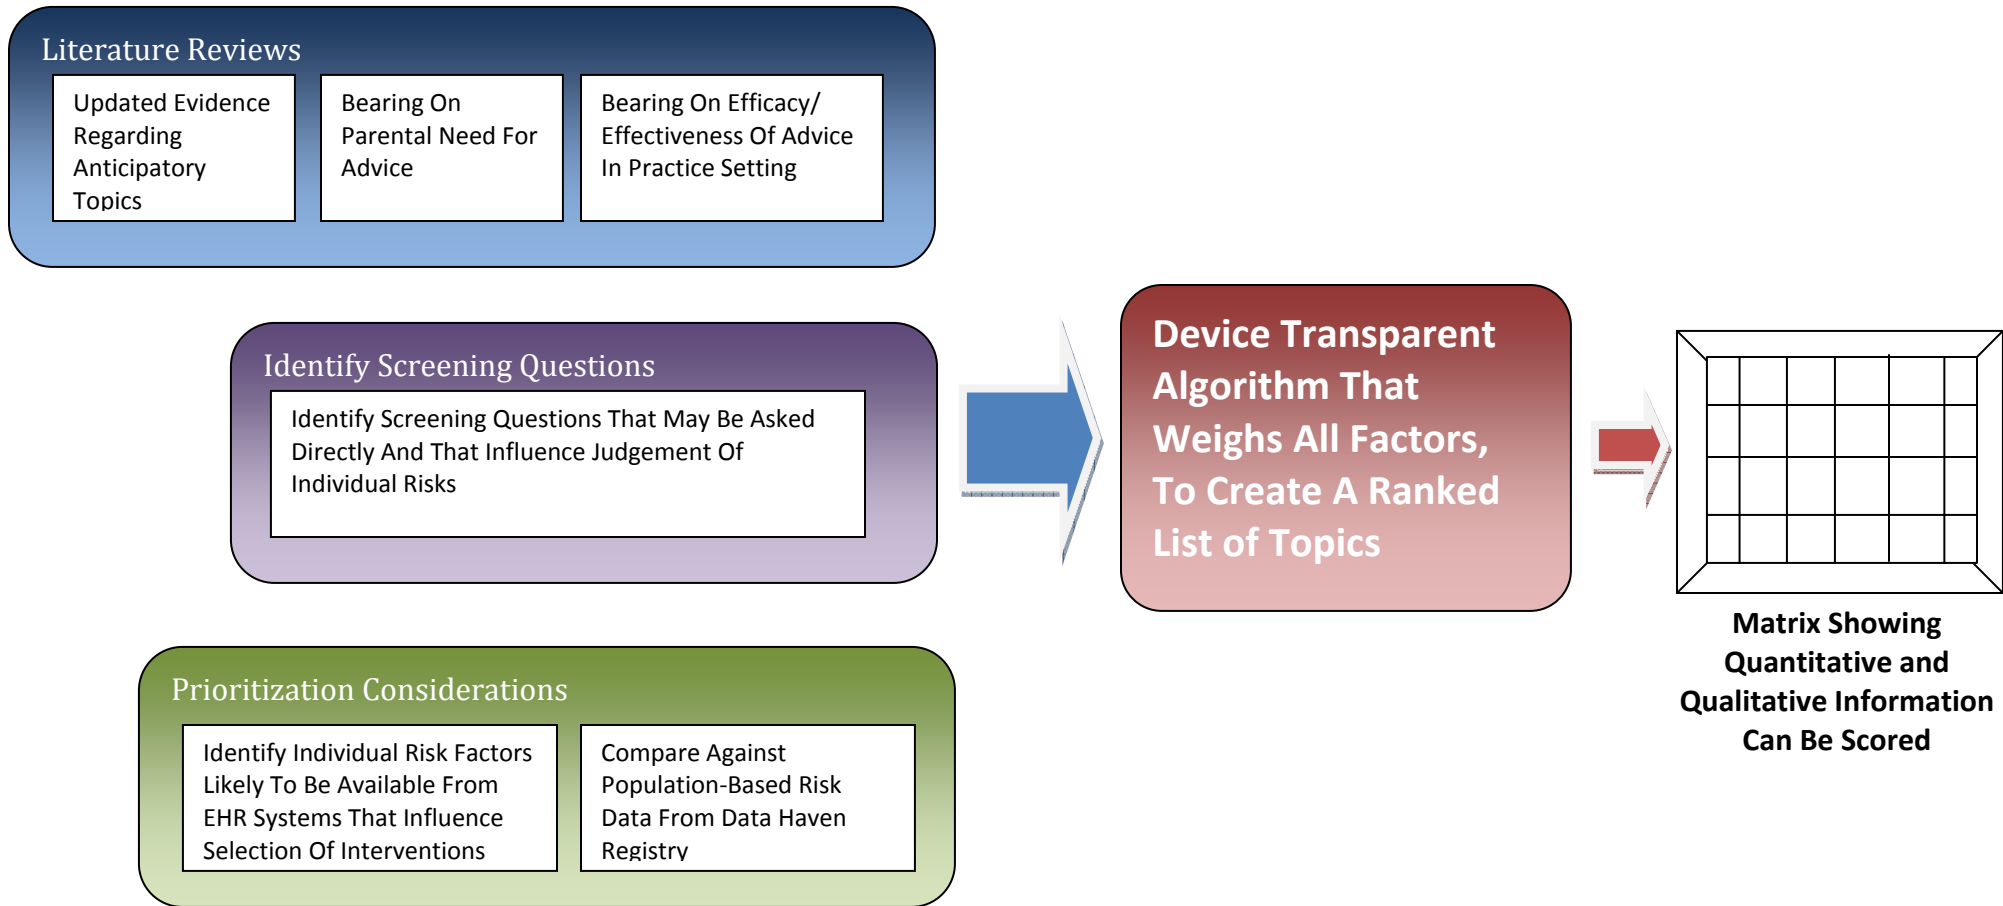 Literature Reviews
Updated Evidence
Regarding
Anticipatory
Topics
Bearing On
Parental Need For
Advice
Bearing On Efficacy/
Effectiveness Of Advice
In Practice Setting
Identify Screening Questions
Identify Screening Questions That May Be Asked
Directly And That Influence Judgement Of
Individual Risks
Prioritization Considerations
Identify Individual Risk Factors
Likely To Be Available From
EHR Systems That Influence
Selection Of Interventions
Compare Against
Population-Based Risk
Data From Data Haven
Registry
Device Transparent
Algorithm That
Weighs All Factors,
To Create A Ranked
List of Topics
Matrix Showing
Quantitative and
Qualitative Information
Can Be Scored